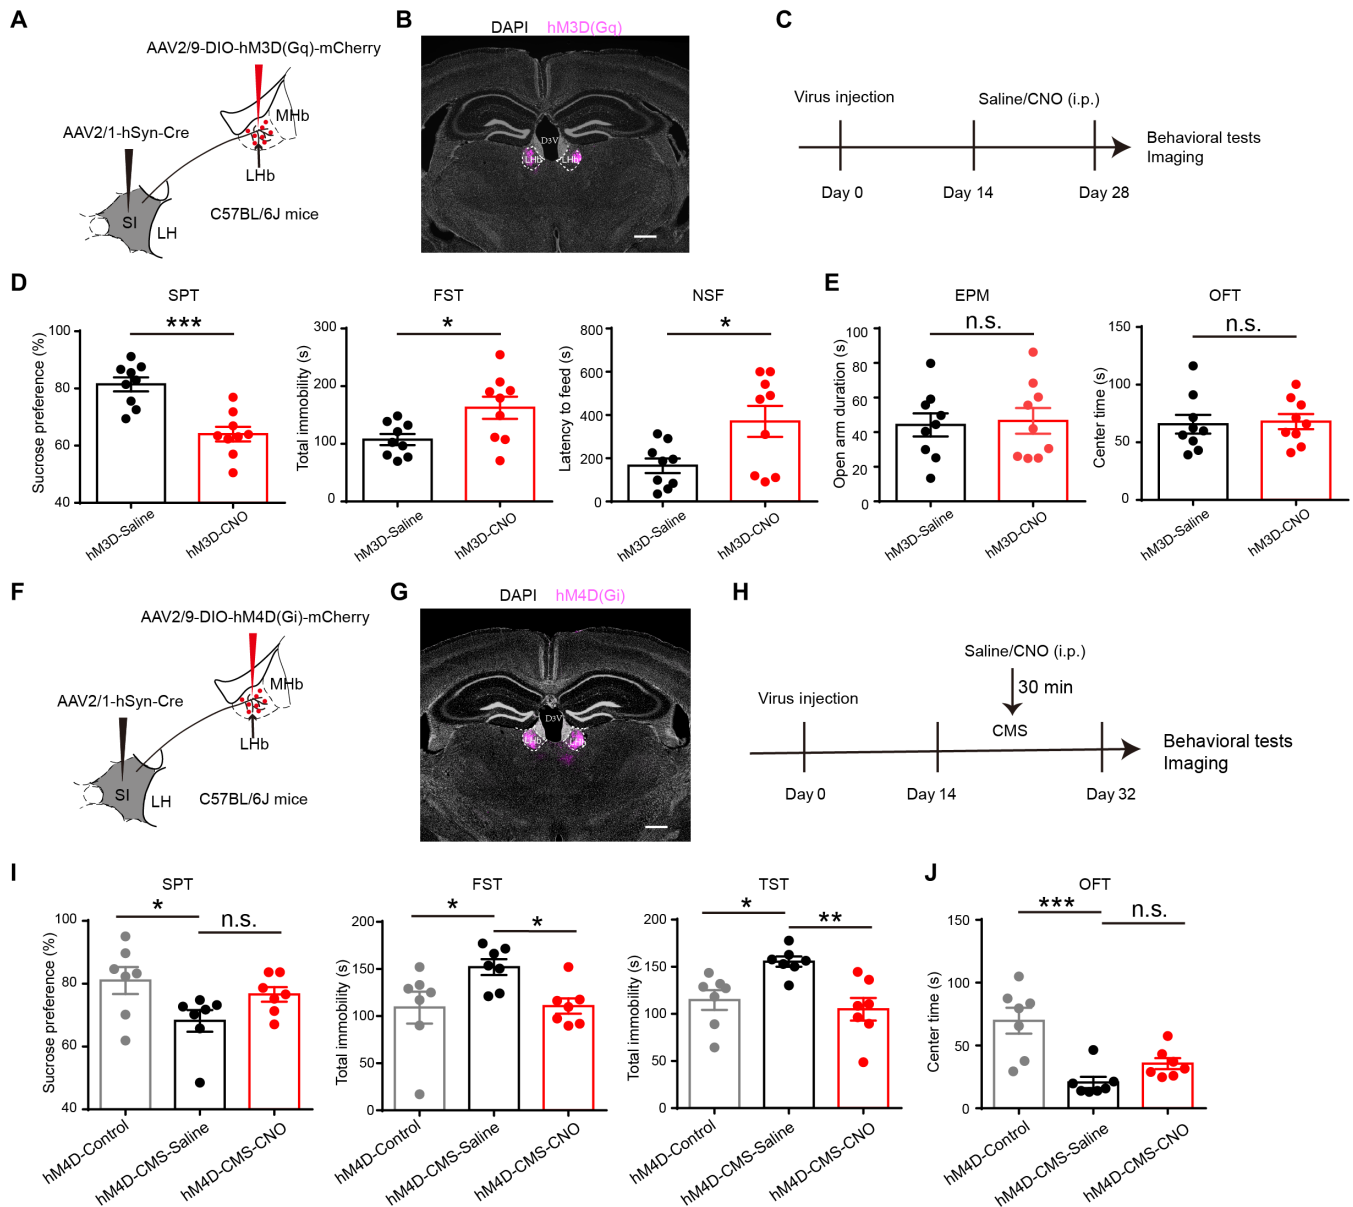 A
AAV2/9-DIO-hM3D(Gq)-mCherry
MHb
AAV2/1-hSyn-Cre
LHb
C57BL/6J mice
SI
LH
B
DAPI hM3D(Gq)
D3V
LHb LHb
C
Virus injection
Saline/CNO (i.p.)
Behavioral tests
Imaging
Day 0
Day 14
Day 28
D
SPT
***
Sucrose preference (%)
100
80
60
40
hM3D-Saline
hM3D-CNO
FST
*
Total immobility (s)
300
200
100
0
hM3D-Saline
hM3D-CNO
NSF
*
Latency to feed (s)
800
600
400
200
0
hM3D-Saline
hM3D-CNO
E
EPM
n.s.
Open arm duration (s)
100
80
60
40
20
0
hM3D-Saline
hM3D-CNO
OFT
n.s.
Center time (s)
150
100
50
0
hM3D-Saline
hM3D-CNO
F
AAV2/9-DIO-hM4D(Gi)-mCherry
MHb
AAV2/1-hSyn-Cre
LHb
C57BL/6J mice
SI
LH
G
DAPI hM4D(Gi)
D3V
LHb LHb
H
Saline/CNO (i.p.)
30 min
Virus injection
CMS
Behavioral tests
Imaging
Day 0
Day 14
Day 32
I
SPT
*
n.s.
Sucrose preference (%)
100
80
60
40
hM4D-Control
hM4D-CMS-Saline
hM4D-CMS-CNO
FST
*
*
Total immobility (s)
200
150
100
50
0
hM4D-Control
hM4D-CMS-Saline
hM4D-CMS-CNO
TST
*
**
Total immobility (s)
200
150
100
50
0
hM4D-Control
hM4D-CMS-Saline
hM4D-CMS-CNO
J
OFT
***
n.s.
Center time (s)
150
100
50
0
hM4D-Control
hM4D-CMS-Saline
hM4D-CMS-CNO